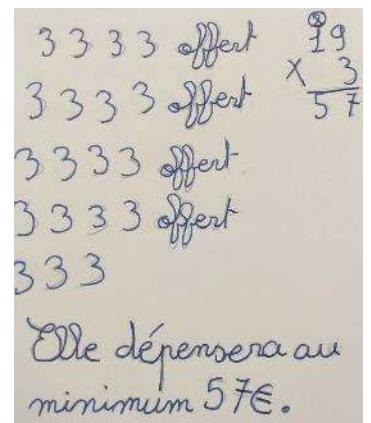 3 3 3 3 offert
3 3 3 3 offert
3 3 3 3 offert
3 3 3 3 offert
3 3 3
2
19
X 3
57
Elle dépensera au
minimum 57€.